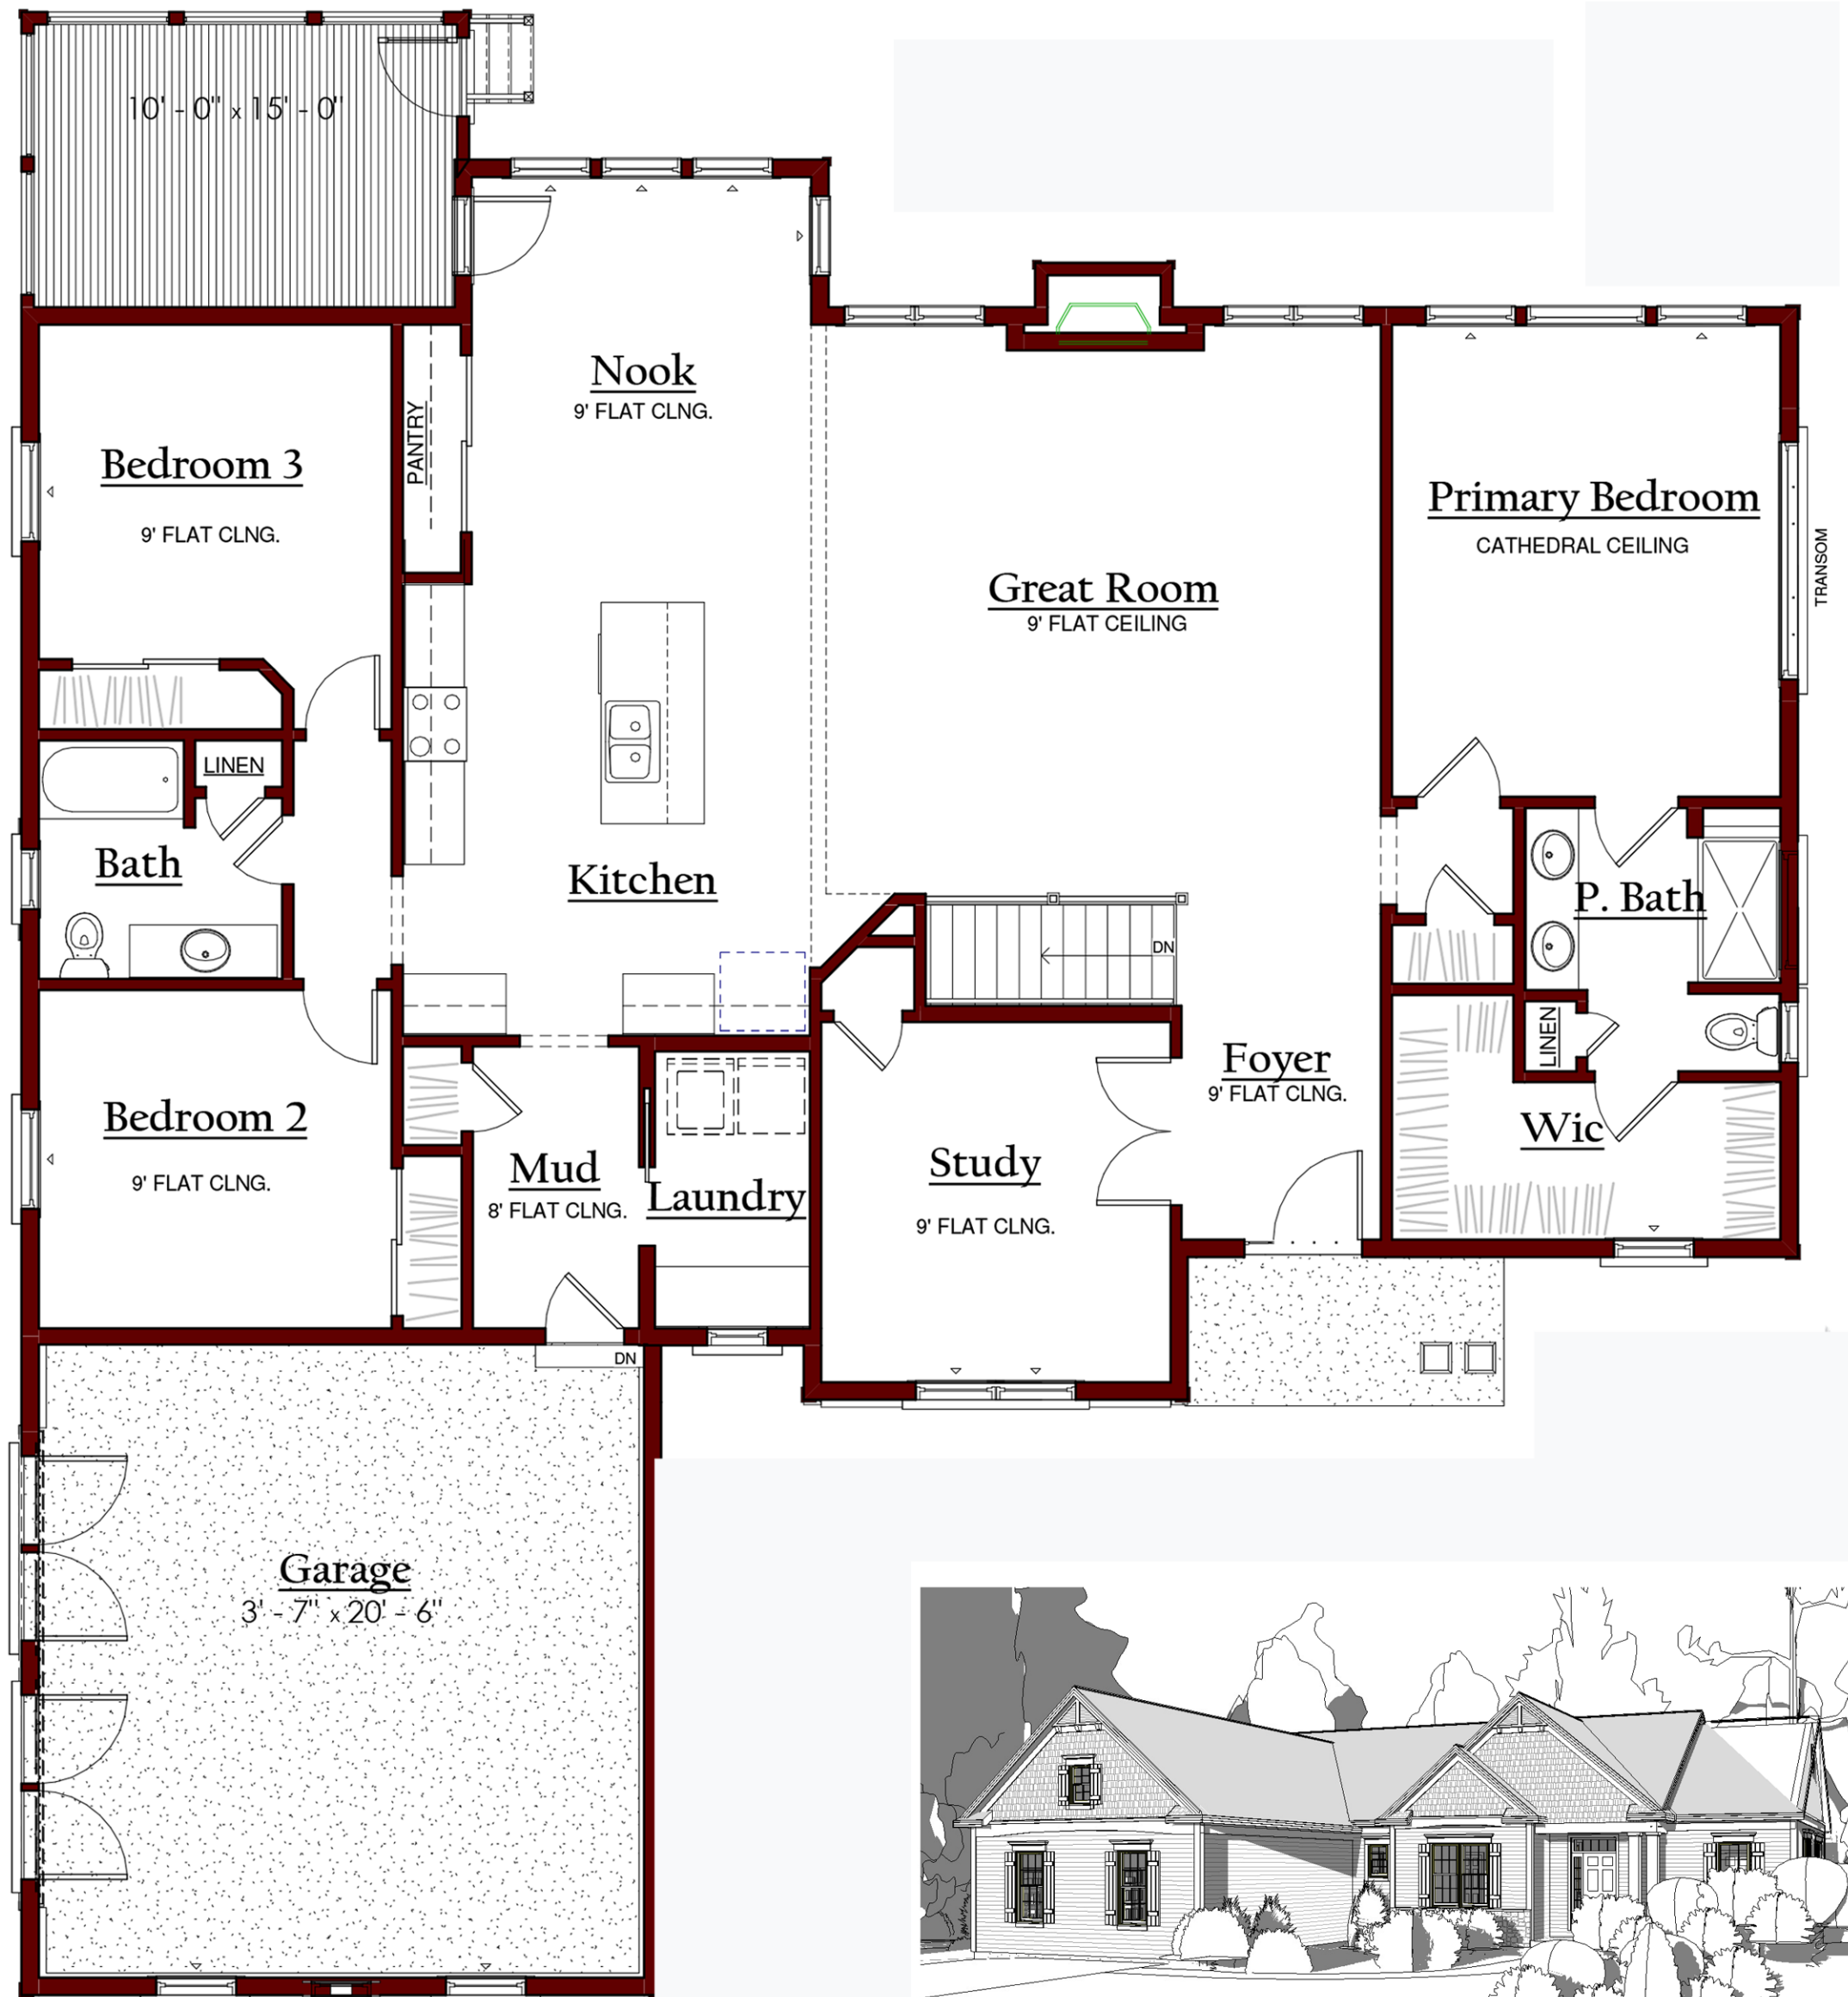 10' - 0" x 15' - 0"
Nook
9' FLAT CLNG.
PANTRY
Bedroom 3
9' FLAT CLNG.
Primary Bedroom
CATHEDRAL CEILING
TRANSOM
Great Room
9' FLAT CEILING
LINEN
Bath
Kitchen
P. Bath
DN
LINEN
Foyer
9' FLAT CLNG.
Bedroom 2
9' FLAT CLNG.
Wic
Mud
8' FLAT CLNG.
Laundry
Study
9' FLAT CLNG.
DN
Garage
3' - 7" x 20' - 6"